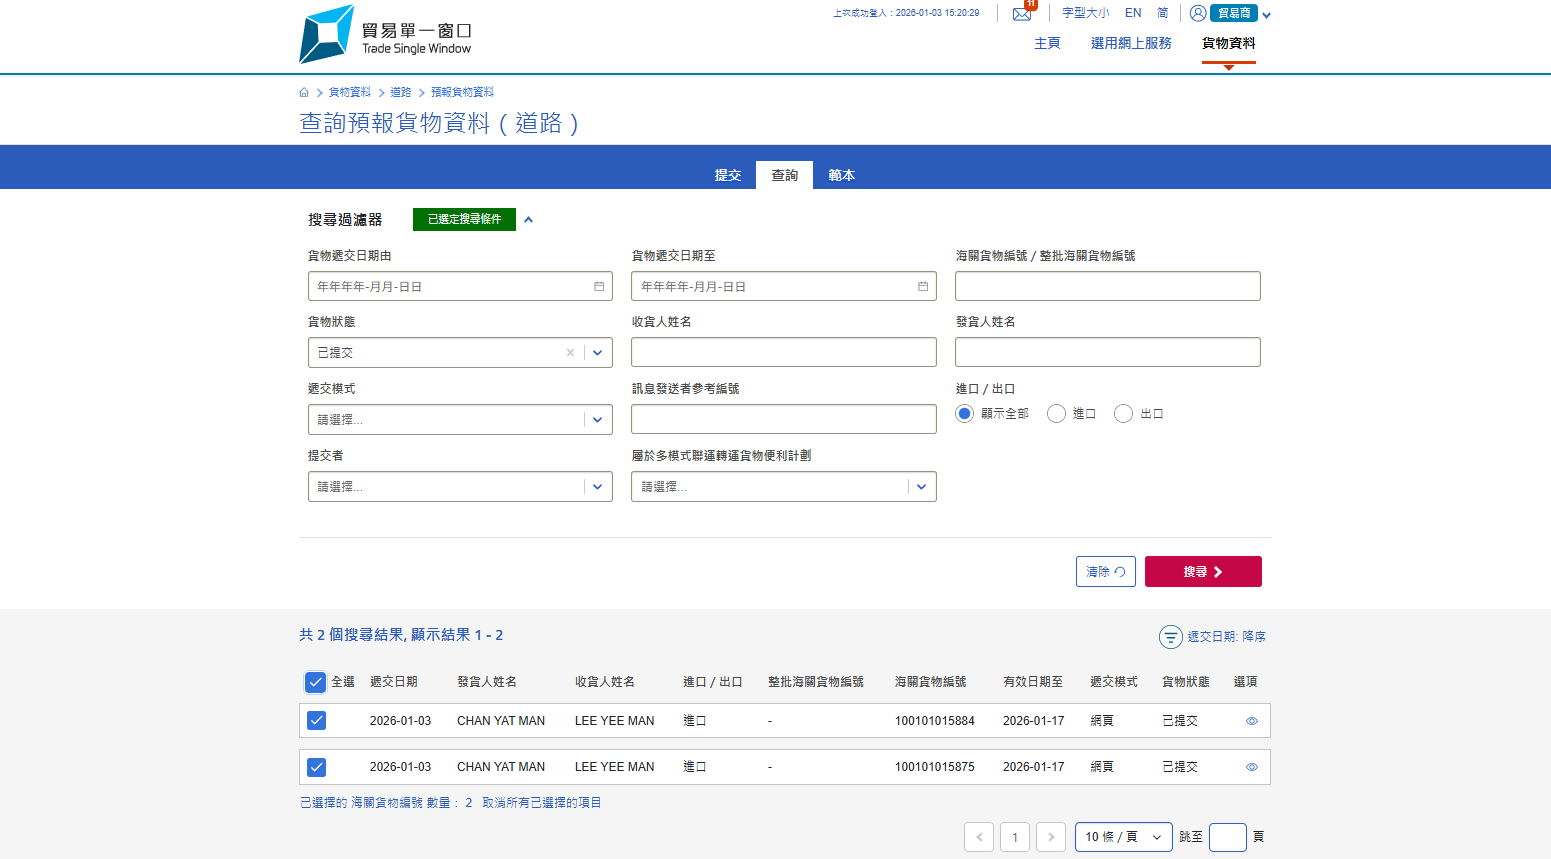 貿易單一窗口
Trade Single Window
上次成功登入 : 2026-01-03 15:20:29
11
字型大小 EN 简
貿易商
主頁 選用網上服務 貨物資料
貨物資料 道路 預報貨物資料
查詢預報貨物資料 ( 道路 )
提交 查詢 範本
搜尋過濾器 已選定搜尋條件
貨物遞交日期由 貨物遞交日期至 海關貨物編號 / 整批海關貨物編號
年年年年-月月-日日 年年年年-月月-日日
貨物狀態 收貨人姓名 發貨人姓名
已提交
遞交模式 訊息發送者參考編號 進口 / 出口
請選擇... 顯示全部 進口 出口
提交者 屬於多模式聯運轉運貨物便利計劃
請選擇... 請選擇...
清除 搜尋
共 2 個搜尋結果, 顯示結果 1 - 2 遞交日期: 降序
全選 遞交日期 發貨人姓名 收貨人姓名 進口 / 出口 整批海關貨物編號 海關貨物編號 有效日期至 遞交模式 貨物狀態 選項
2026-01-03 CHAN YAT MAN LEE YEE MAN 進口 - 100101015884 2026-01-17 網頁 已提交
2026-01-03 CHAN YAT MAN LEE YEE MAN 進口 - 100101015875 2026-01-17 網頁 已提交
已選擇的 海關貨物編號 數量 : 2 取消所有已選擇的項目
1 10 條 / 頁 跳至 頁